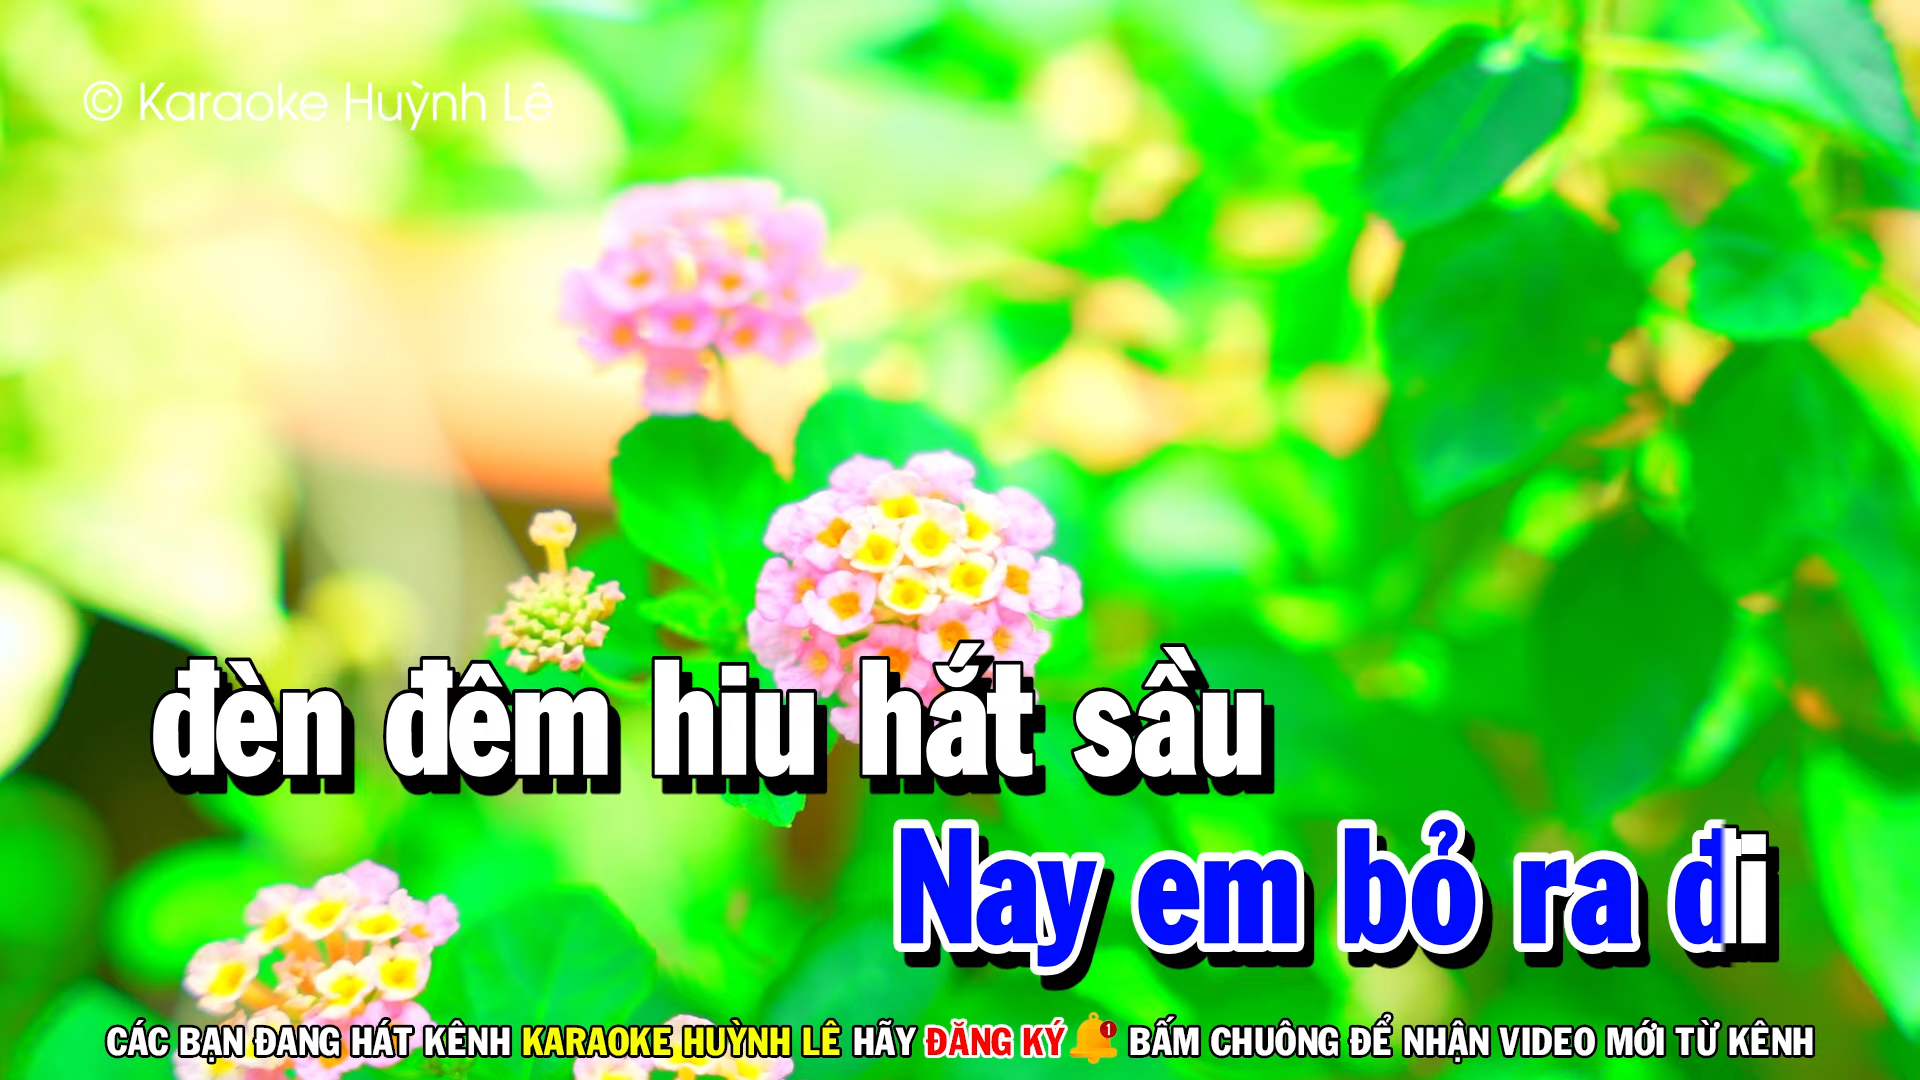 © Karaoke Huỳnh Lê
đèn đêm hiu hắt sầu
Nay em bỏ ra đi
CÁC BẠN ĐANG HÁT KÊNH KARAOKE HUỲNH LÊ HÃY ĐĂNG KÝ 1 BẤM CHUÔNG ĐỂ NHẬN VIDEO MỚI TỪ KÊNH